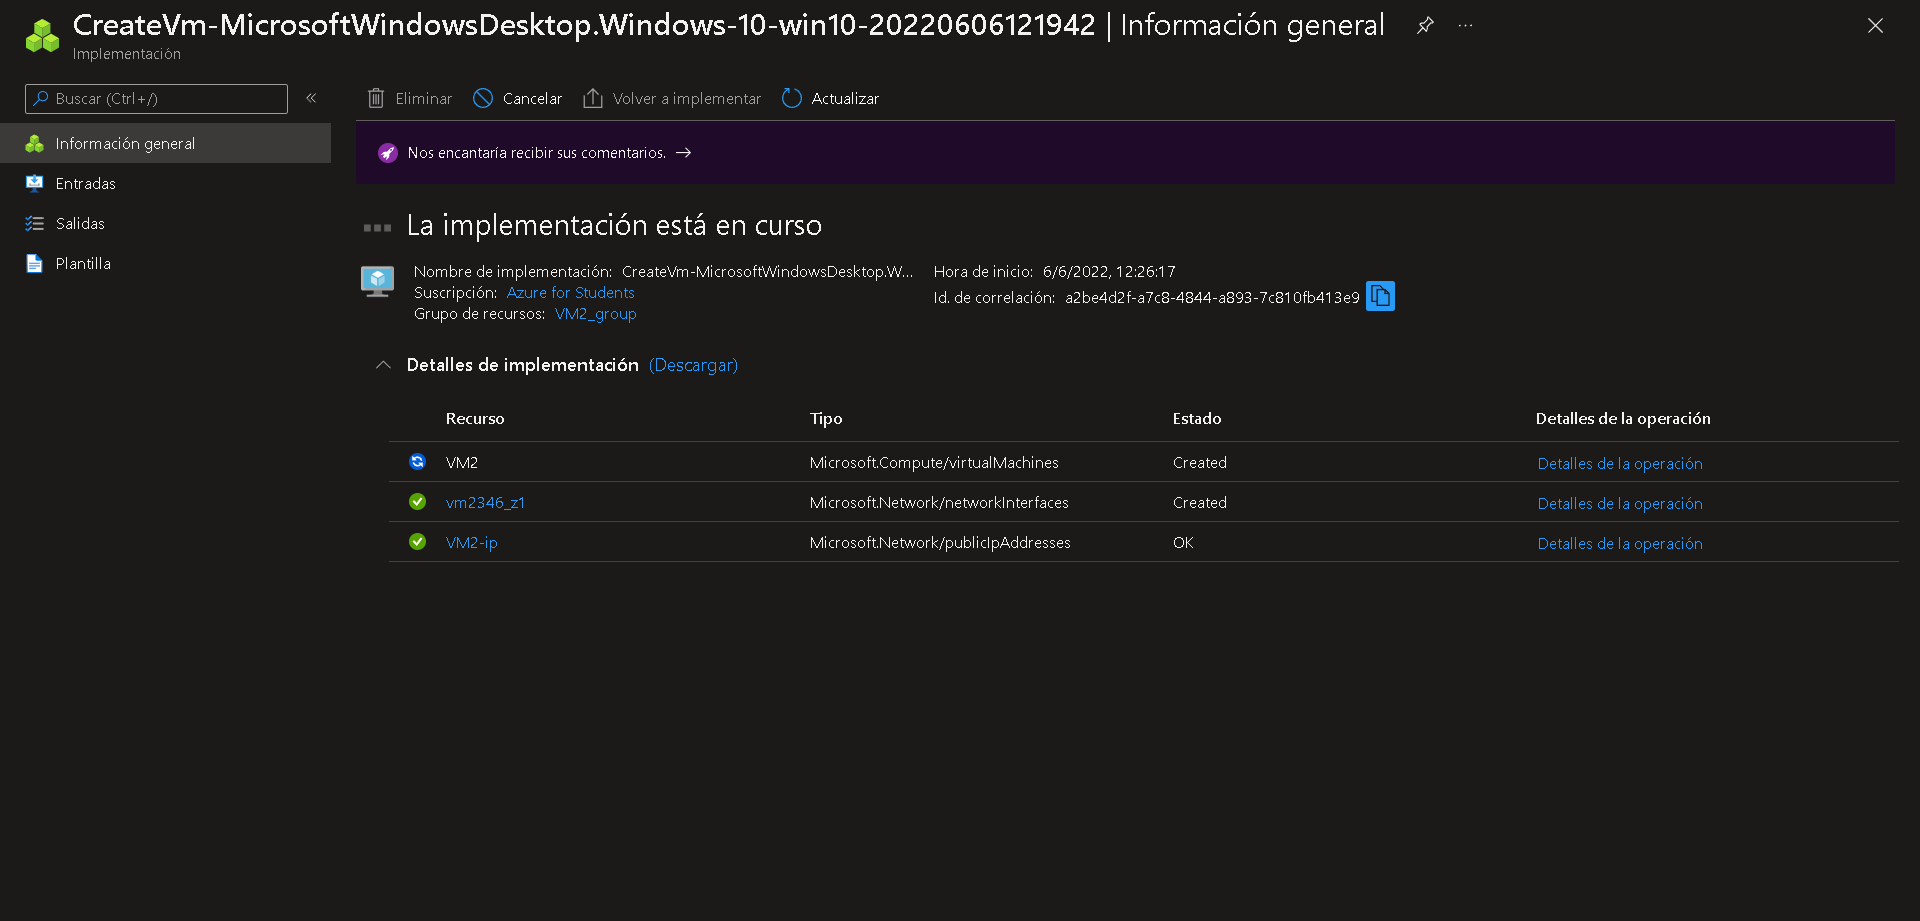 CreateVm-MicrosoftWindowsDesktop.Windows-10-win10-20220606121942 | Información general
Implementación
Buscar (Ctrl+/)
«
Eliminar
Cancelar
Volver a implementar
Actualizar
Información general
Entradas
Salidas
Plantilla
Nos encantaría recibir sus comentarios. →
La implementación está en curso
Nombre de implementación: CreateVm-MicrosoftWindowsDesktop.W...
Suscripción: Azure for Students
Grupo de recursos: VM2_group
Hora de inicio: 6/6/2022, 12:26:17
Id. de correlación: a2be4d2f-a7c8-4844-a893-7c810fb413e9
Detalles de implementación (Descargar)
Recurso Tipo Estado Detalles de la operación
VM2 Microsoft.Compute/virtualMachines Created Detalles de la operación
vm2346_z1 Microsoft.Network/networkInterfaces Created Detalles de la operación
VM2-ip Microsoft.Network/publicIpAddresses OK Detalles de la operación